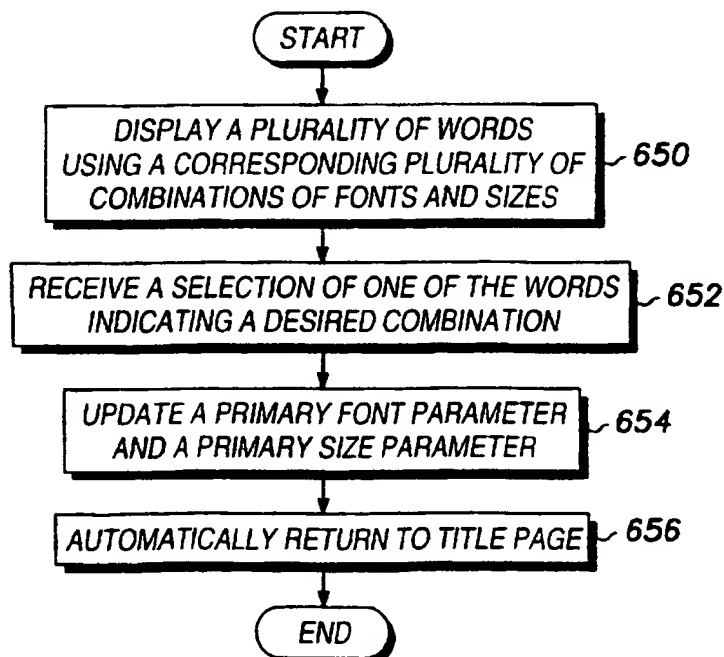 START
DISPLAY A PLURALITY OF WORDS
USING A CORRESPONDING PLURALITY OF
COMBINATIONS OF FONTS AND SIZES
650
RECEIVE A SELECTION OF ONE OF THE WORDS
INDICATING A DESIRED COMBINATION
652
UPDATE A PRIMARY FONT PARAMETER
AND A PRIMARY SIZE PARAMETER
654
AUTOMATICALLY RETURN TO TITLE PAGE
656
END